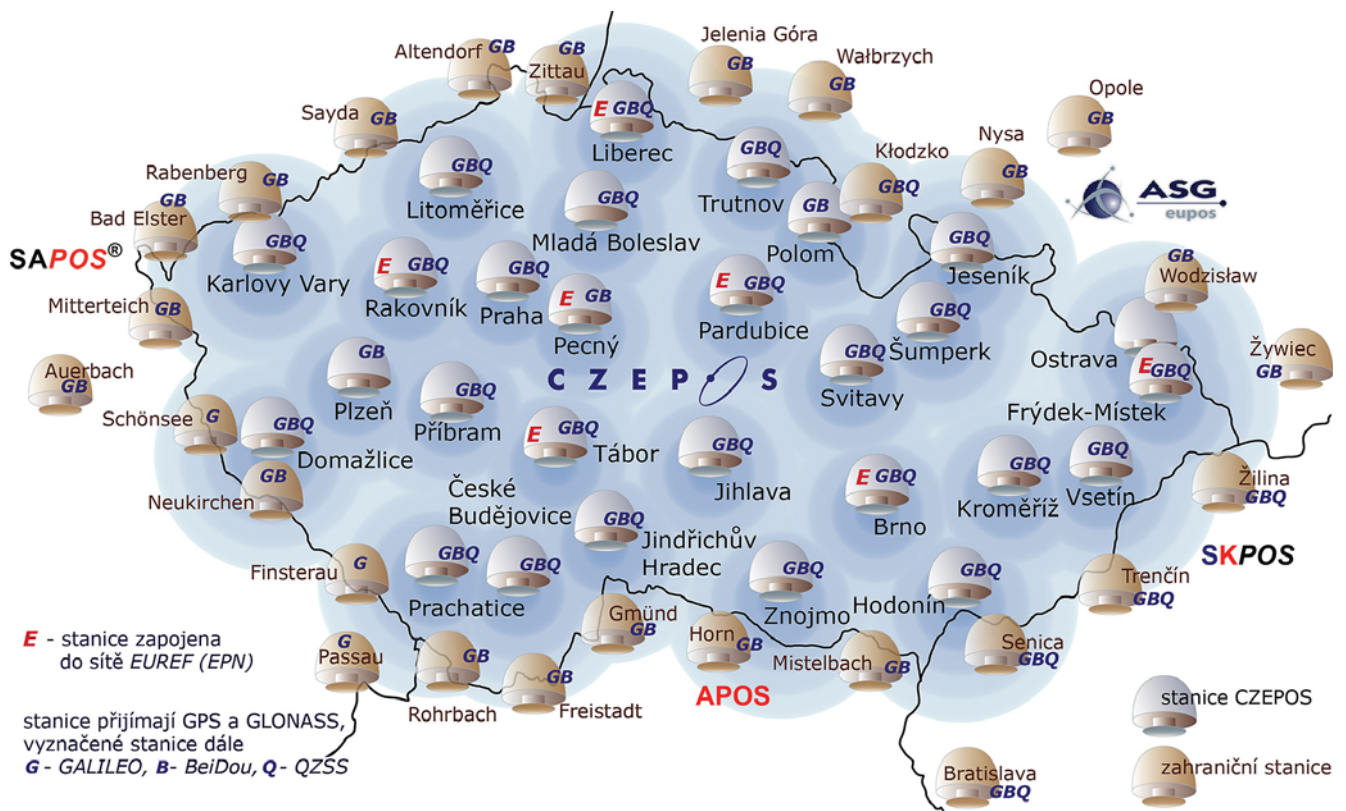 Altendorf
GB
Zittau
GB
Jelenia Góra
GB
Wałbrzych
GB
Opole
GB
Sayda
GB
E GBQ
Liberec
GBQ
Litoměřice
GBQ
Trutnov
Kłodzko
GBQ
Nysa
GB
ASG
eupos
Rabenberg
GB
GB
Bad Elster
GBQ
Mladá Boleslav
GB
Polom
GBQ
Jeseník
SAPOS®
GBQ
Karlovy Vary
E GBQ
Rakovník
GBQ
Praha
E GB
Pecný
E GBQ
Pardubice
GB
Wodzisław
Mitterteich
GB
GBQ
Šumperk
Ostrava
Żywiec
GB
Auerbach
GB
GB
Plzeň
GBQ
Příbram
CZEPOS
GBQ
Svitavy
E GBQ
Frýdek-Místek
Schönsee
G
GBQ
Domažlice
E GBQ
Tábor
GBQ
Jihlava
E GBQ
Brno
GBQ
Kroměříž
GBQ
Vsetín
Žilina
GBQ
Neukirchen
GB
České
Budějovice
GBQ
Jindřichův
Hradec
SKPOS
Finsterau
G
GBQ
Prachatice
GBQ
GBQ
Znojmo
Hodonín
GBQ
Trenčín
GBQ
Gmünd
GB
Horn
GB
APOS
Mistelbach
GB
Senica
GBQ
G
Passau
GB
Rohrbach
GB
Freistadt
Bratislava
GBQ
E - stanice zapojena
do sítě EUREF (EPN)
stanice přijímají GPS a GLONASS,
vyznačené stanice dále
G - GALILEO, B- BeiDou, Q - QZSS
stanice CZEPOS
zahraniční stanice